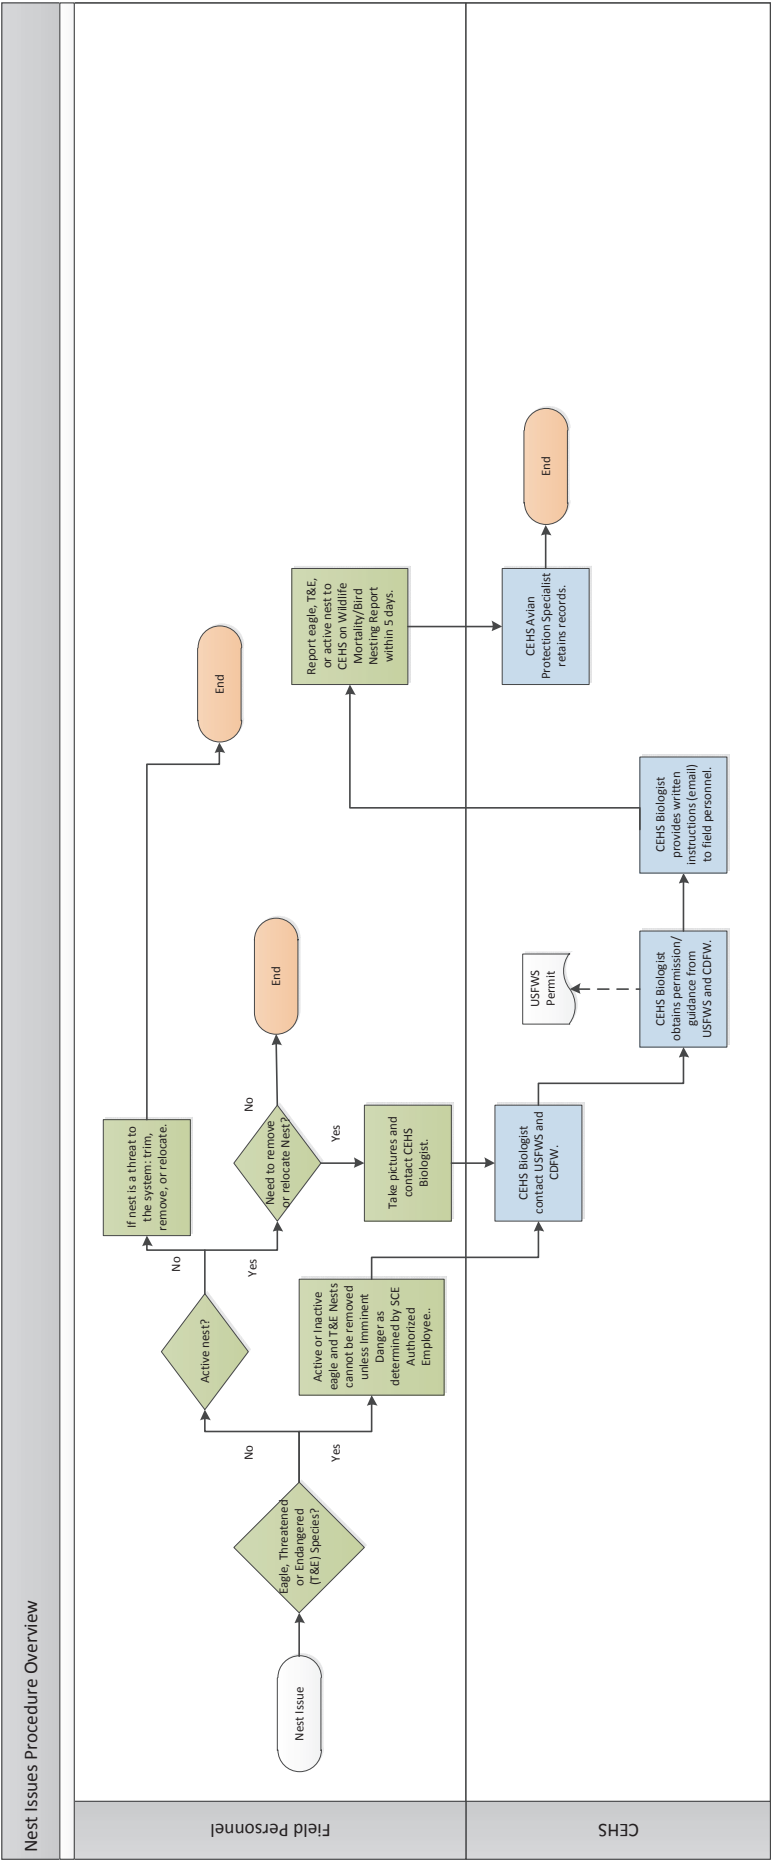 Nest Issues Procedure Overview
Field Personnel
Nest Issue
Eagle, Threatened
or Endangered
(T&E) Species?
No
Yes
Active nest?
No
Yes
If nest is a threat to
the system: trim,
remove, or relocate.
End
Need to remove
or relocate Nest?
No
Yes
End
Take pictures and
contact CEHS
Biologist.
Active or Inactive
eagle and T&E Nests
cannot be removed
unless Imminent
Danger as
determined by SCE
Authorized
Employee..
Report eagle, T&E,
or active nest to
CEHS on Wildlife
Mortality/Bird
Nesting Report
within 5 days.
CEHS
CEHS Biologist
contact USFWS and
CDFW.
USFWS
Permit
CEHS Biologist
obtains permission/
guidance from
USFWS and CDFW.
CEHS Biologist
provides written
instructions (email)
to field personnel.
CEHS Avian
Protection Specialist
retains records.
End